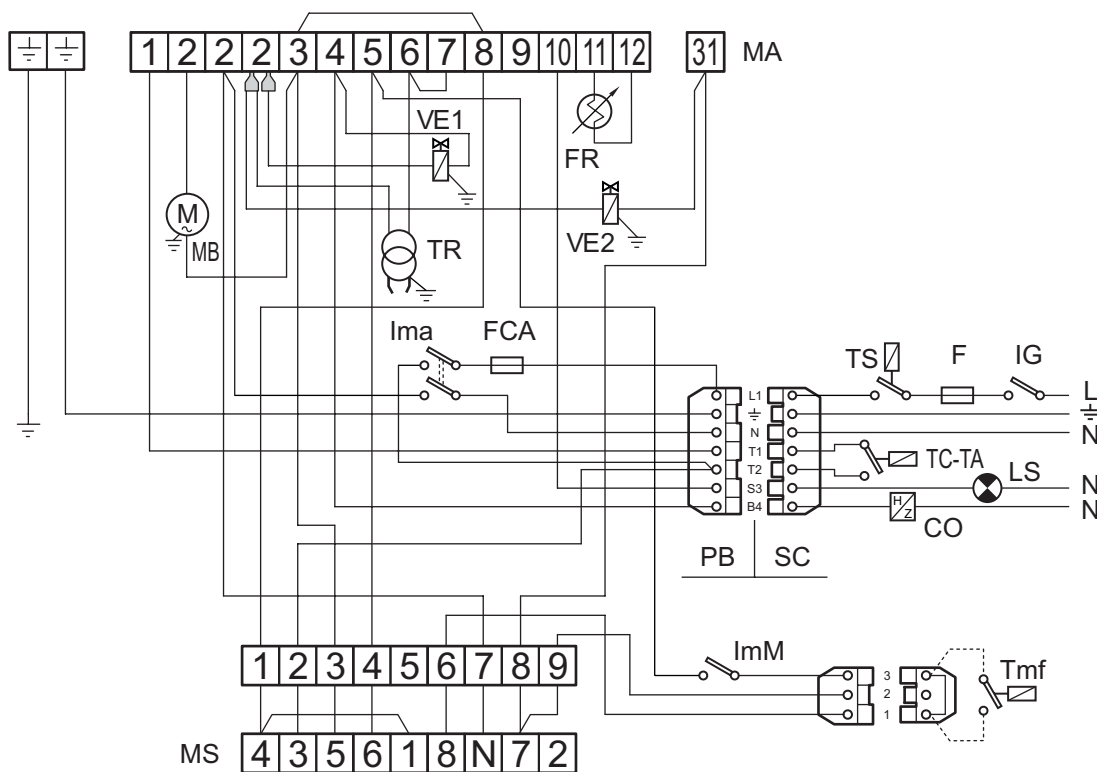 1 2 2 2 3 4 5 6 7 8 9 10 11 12 31 MA
VE1
FR
M
~
MB
TR
VE2
Ima FCA
TS F IG
L1 L
N N
T1
T2 TC-TA
S3 LS N
B4 H/Z N
CO
PB SC
1 2 3 4 5 6 7 8 9
ImM
3
2
1
Tmf
MS 4 3 5 6 1 8 N 7 2